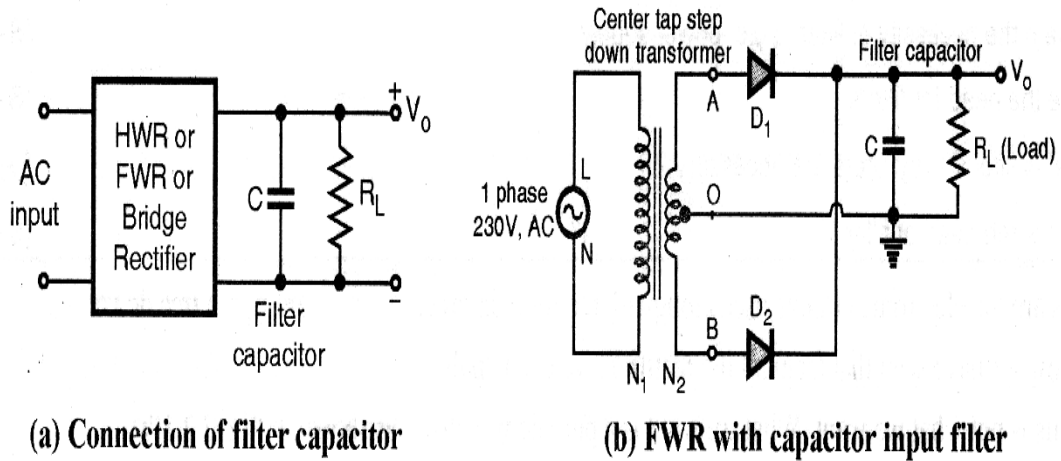 AC
input
HWR or
FWR or
Bridge
Rectifier
C
R_L
+
V_o
–
Filter
capacitor
(a) Connection of filter capacitor
Center tap step
down transformer
1 phase
230V, AC
L
N
N_1
N_2
A
O
B
D_1
D_2
Filter capacitor
C
R_L (Load)
V_o
(b) FWR with capacitor input filter